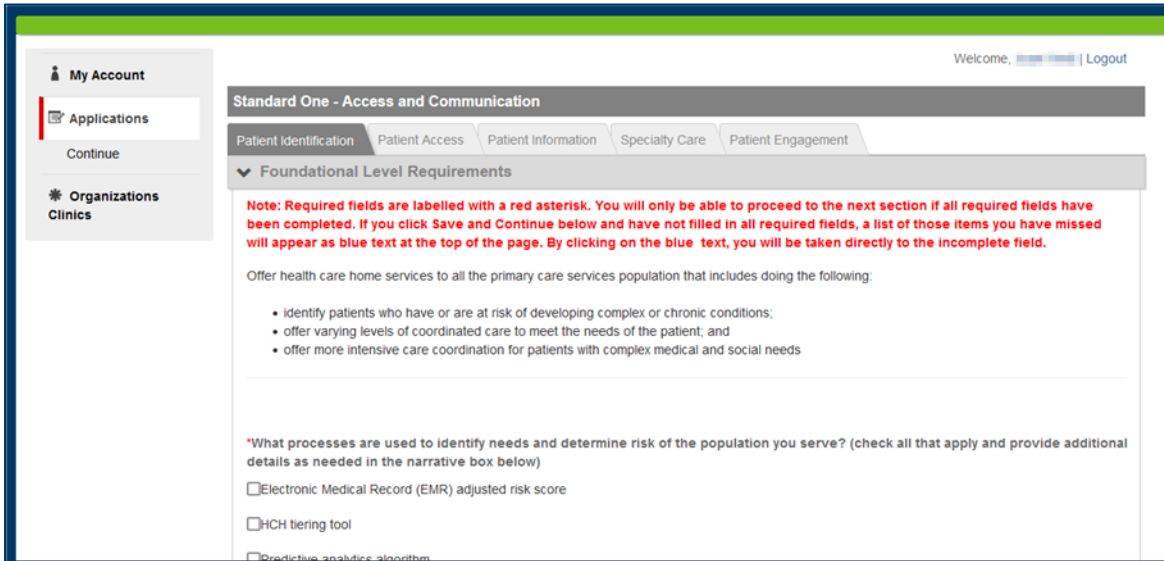 Welcome, | Logout
My Account
Applications
Continue
Organizations
Clinics
Standard One - Access and Communication
Patient Identification Patient Access Patient Information Specialty Care Patient Engagement
Foundational Level Requirements
Note: Required fields are labelled with a red asterisk. You will only be able to proceed to the next section if all required fields have
been completed. If you click Save and Continue below and have not filled in all required fields, a list of those items you have missed
will appear as blue text at the top of the page. By clicking on the blue text, you will be taken directly to the incomplete field.
Offer health care home services to all the primary care services population that includes doing the following:
• identify patients who have or are at risk of developing complex or chronic conditions;
• offer varying levels of coordinated care to meet the needs of the patient; and
• offer more intensive care coordination for patients with complex medical and social needs
*What processes are used to identify needs and determine risk of the population you serve? (check all that apply and provide additional
details as needed in the narrative box below)
Electronic Medical Record (EMR) adjusted risk score
HCH tiering tool
Predictive analytics algorithm